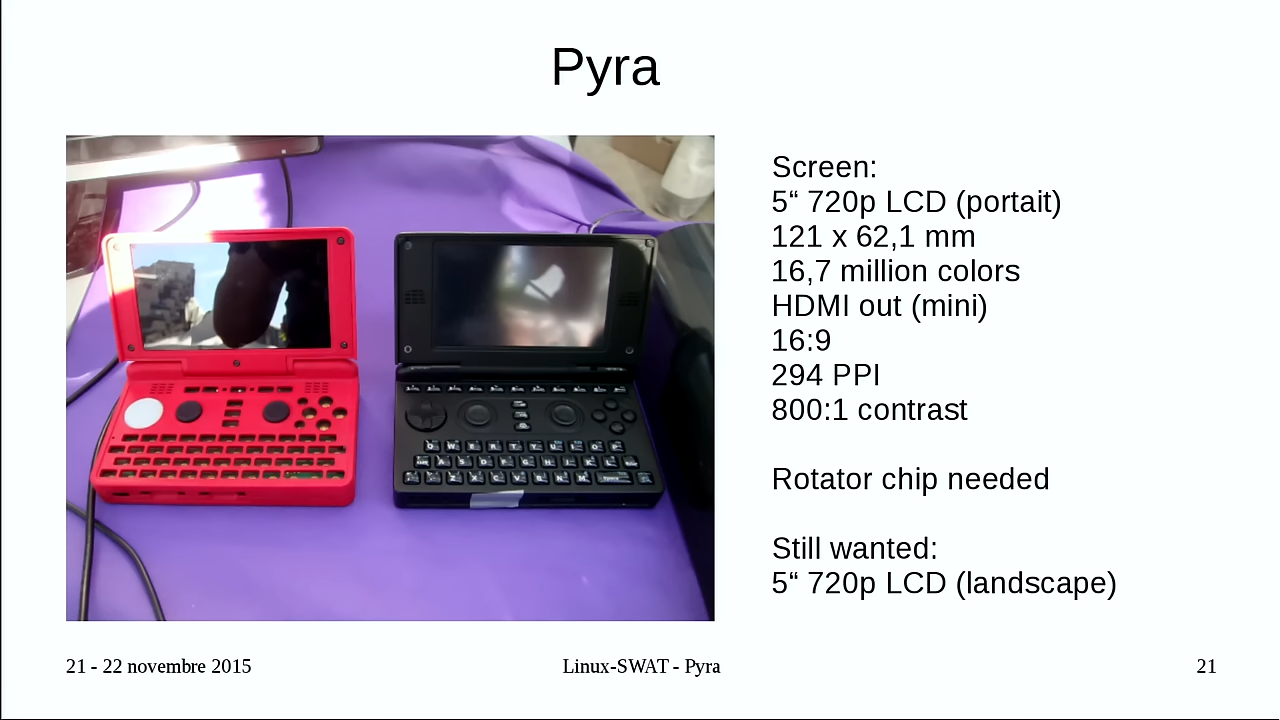 Pyra
Screen:
5“ 720p LCD (portait)
121 x 62,1 mm
16,7 million colors
HDMI out (mini)
16:9
294 PPI
800:1 contrast
Rotator chip needed
Still wanted:
5“ 720p LCD (landscape)
21 - 22 novembre 2015
Linux-SWAT - Pyra
21